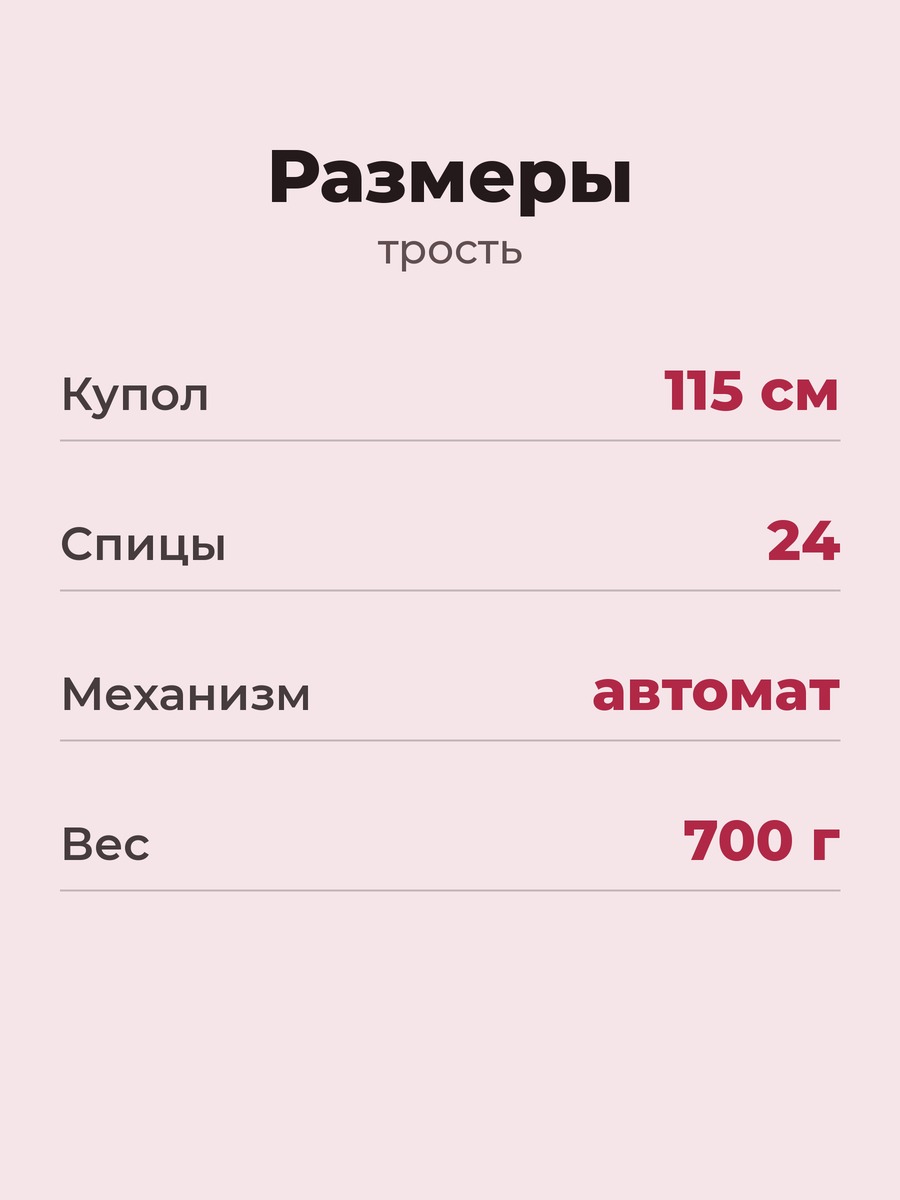 Размеры
трость
Купол 115 см
Спицы 24
Механизм автомат
Вес 700 г